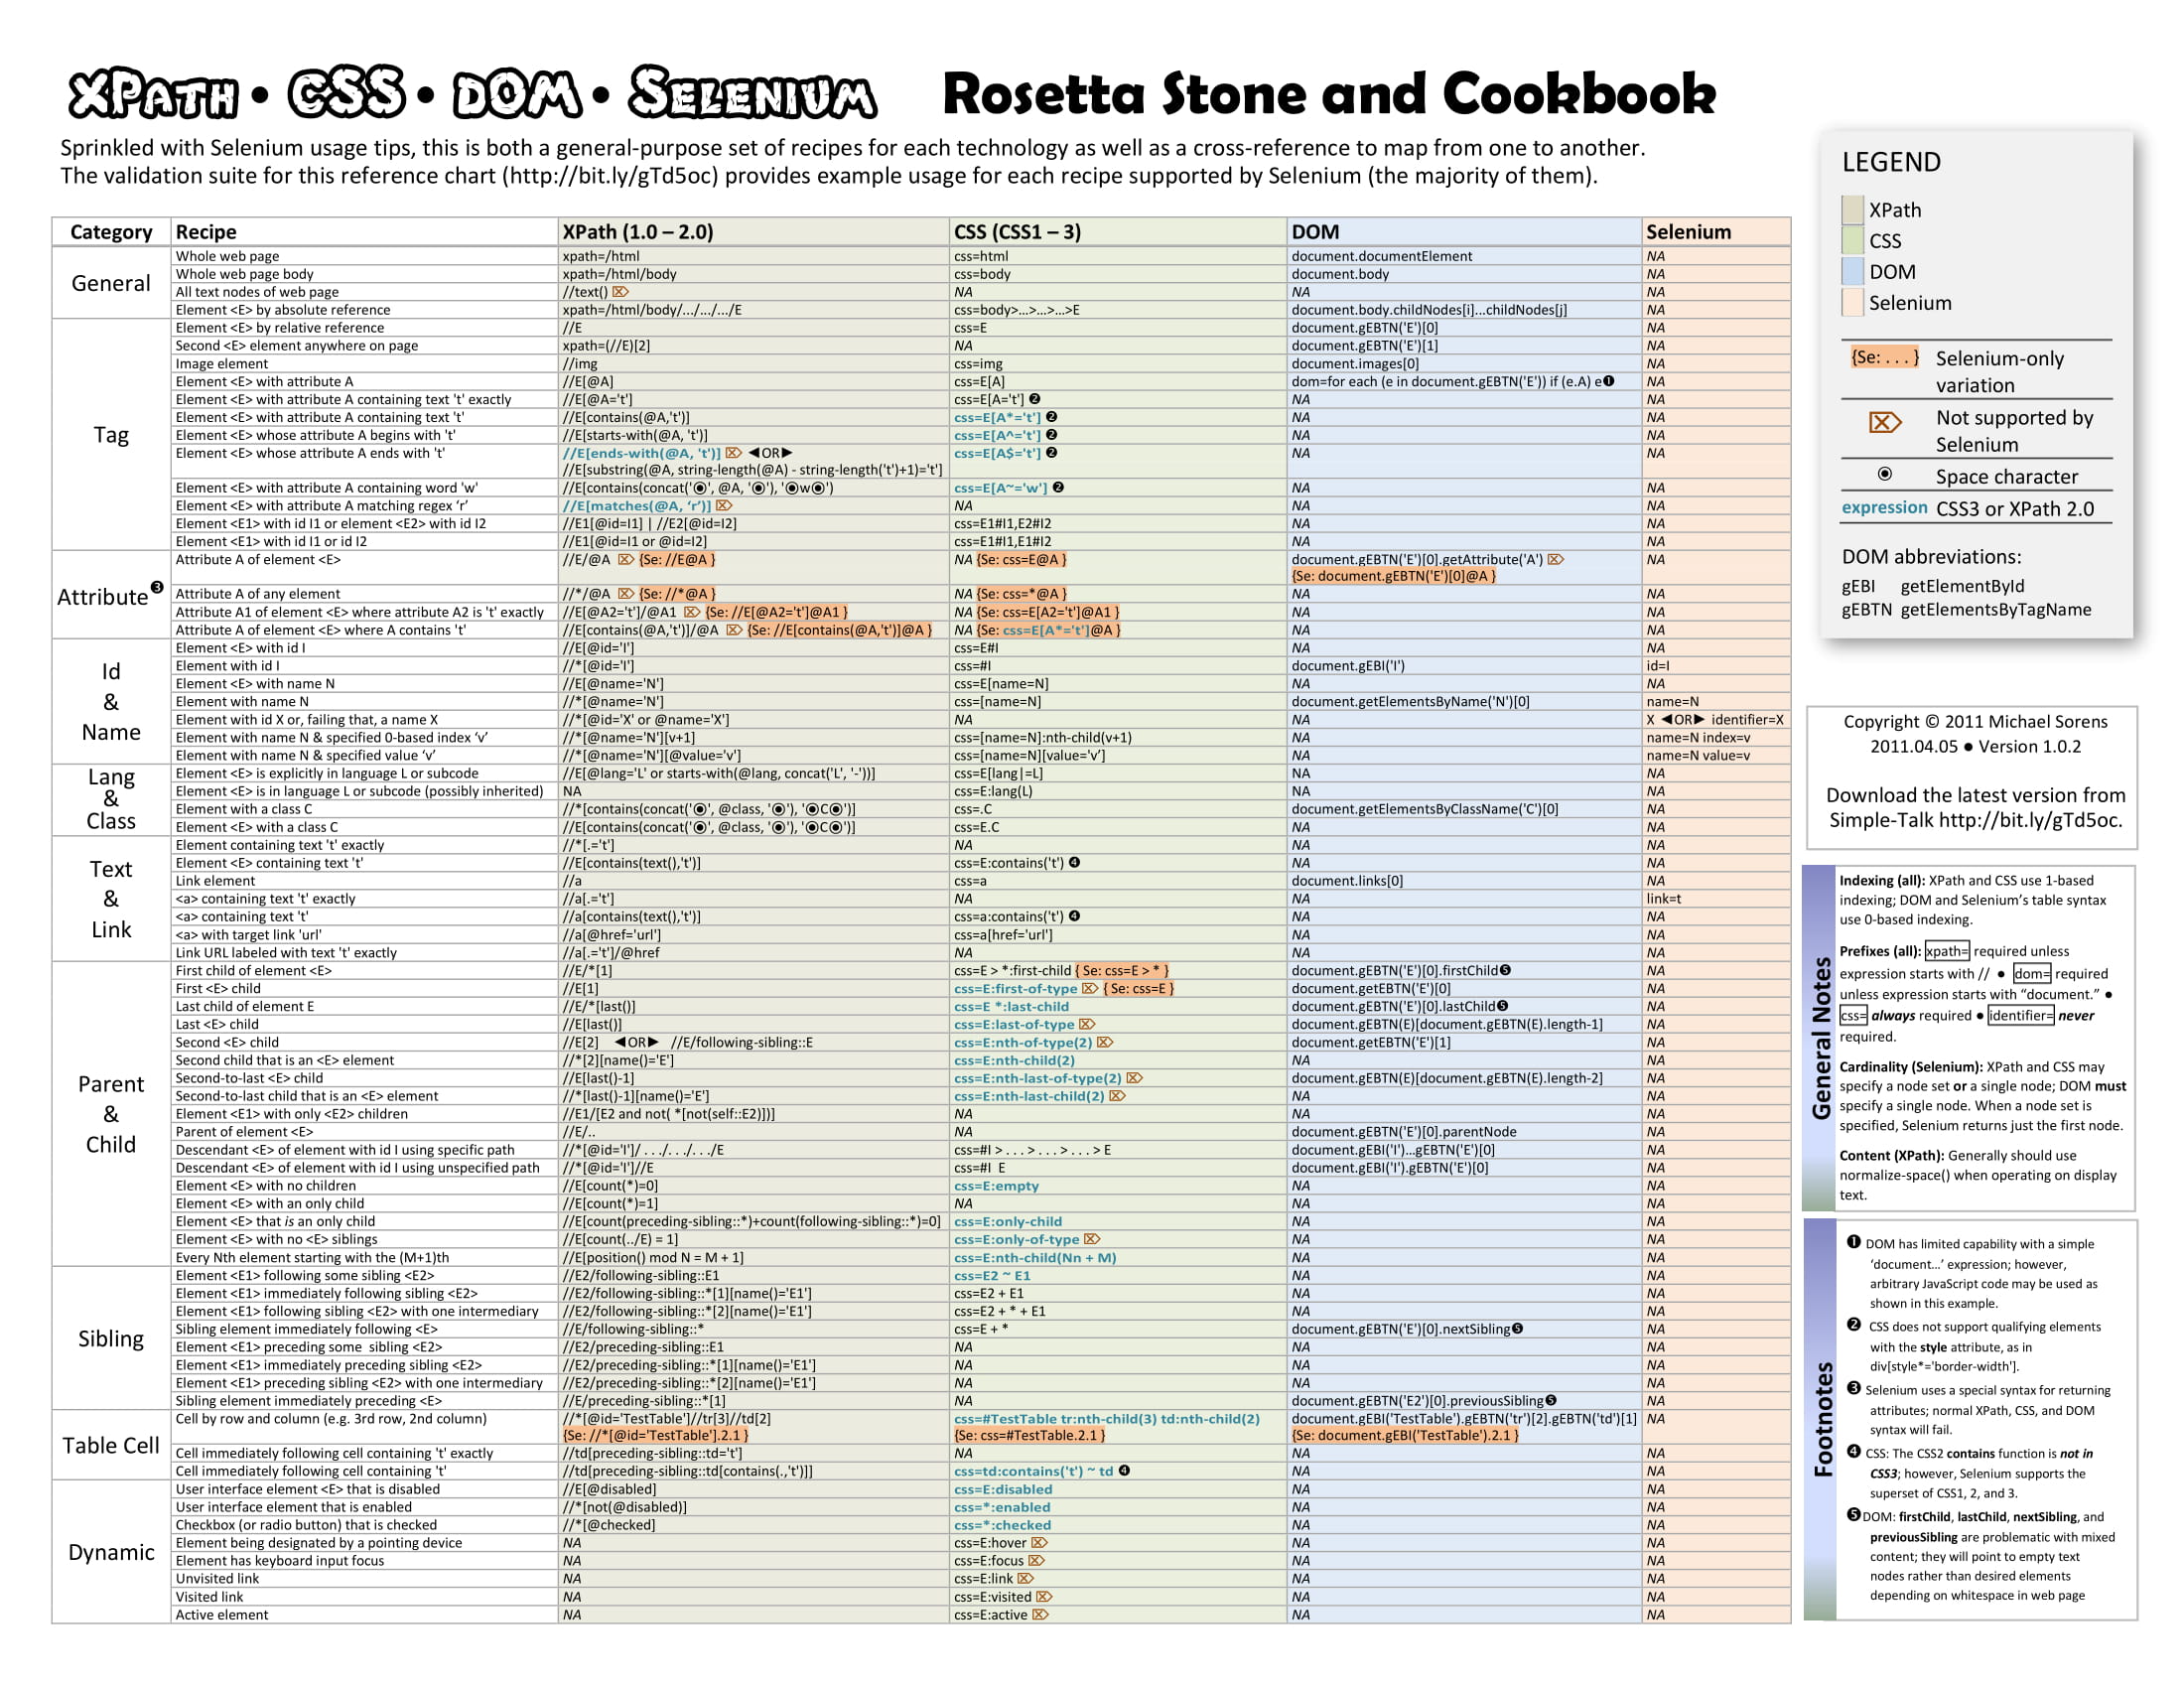 XPATH • CSS • DOM • SELENIUM Rosetta Stone and Cookbook
Sprinkled with Selenium usage tips, this is both a general-purpose set of recipes for each technology as well as a cross-reference to map from one to another.
The validation suite for this reference chart (http://bit.ly/gTd5oc) provides example usage for each recipe supported by Selenium (the majority of them).
Category Recipe XPath (1.0 – 2.0) CSS (CSS1 – 3) DOM Selenium
General
Whole web page xpath=/html css=html document.documentElement NA
Whole web page body xpath=/html/body css=body document.body NA
All text nodes of web page //text() ⌦ NA NA NA
Element <E> by absolute reference xpath=/html/body/.../.../.../E css=body>...>...>...>E document.body.childNodes[i]...childNodes[j] NA
Tag
Element <E> by relative reference //E css=E document.gEBTN('E')[0] NA
Second <E> element anywhere on page xpath=(//E)[2] NA document.gEBTN('E')[1] NA
Image element //img css=img document.images[0] NA
Element <E> with attribute A //E[@A] css=E[A] dom=for each (e in document.gEBTN('E')) if (e.A) e❶ NA
Element <E> with attribute A containing text 't' exactly //E[@A='t'] css=E[A='t'] ❷ NA NA
Element <E> with attribute A containing text 't' //E[contains(@A,'t')] css=E[A*='t'] ❷ NA NA
Element <E> whose attribute A begins with 't' //E[starts-with(@A, 't')] css=E[A^='t'] ❷ NA NA
Element <E> whose attribute A ends with 't' //E[ends-with(@A, 't')] ⌦ ◄OR► css=E[A$='t'] ❷ NA NA
//E[substring(@A, string-length(@A) - string-length('t')+1)='t']
Element <E> with attribute A containing word 'w' //E[contains(concat('◉', @A, '◉'), '◉w◉') css=E[A~='w'] ❷ NA NA
Element <E> with attribute A matching regex ‘r’ //E[matches(@A, ‘r’)] ⌦ NA NA NA
Element <E1> with id I1 or element <E2> with id I2 //E1[@id=I1] | //E2[@id=I2] css=E1#I1,E2#I2 NA NA
Element <E1> with id I1 or id I2 //E1[@id=I1 or @id=I2] css=E1#I1,E1#I2 NA NA
Attribute❸
Attribute A of element <E> //E/@A ⌦ {Se: //E@A } NA {Se: css=E@A } document.gEBTN('E')[0].getAttribute('A') ⌦ NA
{Se: document.gEBTN('E')[0]@A }
Attribute A of any element //*/@A ⌦ {Se: //*@A } NA {Se: css=*@A } NA NA
Attribute A1 of element <E> where attribute A2 is 't' exactly //E[@A2='t']/@A1 ⌦ {Se: //E[@A2='t']@A1 } NA {Se: css=E[A2='t']@A1 } NA NA
Attribute A of element <E> where A contains 't' //E[contains(@A,'t')]/@A ⌦ {Se: //E[contains(@A,'t')]@A } NA {Se: css=E[A*='t']@A } NA NA
Id
&
Name
Element <E> with id I //E[@id='I'] css=E#I NA NA
Element with id I //*[@id='I'] css=#I document.gEBI('I') id=I
Element <E> with name N //E[@name='N'] css=E[name=N] NA NA
Element with name N //*[@name='N'] css=[name=N] document.getElementsByName('N')[0] name=N
Element with id X or, failing that, a name X //*[@id='X' or @name='X'] NA NA X ◄OR► identifier=X
Element with name N & specified 0-based index ‘v’ //*[@name='N'][v+1] css=[name=N]:nth-child(v+1) NA name=N index=v
Element with name N & specified value ‘v’ //*[@name='N'][@value='v'] css=[name=N][value=‘v’] NA name=N value=v
Lang
&
Class
Element <E> is explicitly in language L or subcode //E[@lang='L' or starts-with(@lang, concat('L', '-'))] css=E[lang|=L] NA NA
Element <E> is in language L or subcode (possibly inherited) NA css=E:lang(L) NA NA
Element with a class C //*[contains(concat('◉', @class, '◉'), '◉C◉')] css=.C document.getElementsByClassName('C')[0] NA
Element <E> with a class C //E[contains(concat('◉', @class, '◉'), '◉C◉')] css=E.C NA NA
Text
&
Link
Element containing text 't' exactly //*[.='t'] NA NA NA
Element <E> containing text 't' //E[contains(text(),'t')] css=E:contains('t') ❹ NA NA
Link element //a css=a document.links[0] NA
<a> containing text 't' exactly //a[.='t'] NA NA link=t
<a> containing text 't' //a[contains(text(),'t')] css=a:contains('t') ❹ NA NA
<a> with target link 'url' //a[@href='url'] css=a[href='url'] NA NA
Link URL labeled with text 't' exactly //a[.='t']/@href NA NA NA
Parent
&
Child
First child of element <E> //E/*[1] css=E > *:first-child { Se: css=E > * } document.gEBTN('E')[0].firstChild❺ NA
First <E> child //E[1] css=E:first-of-type ⌦ { Se: css=E } document.getEBTN('E')[0] NA
Last child of element E //E/*[last()] css=E *:last-child document.gEBTN('E')[0].lastChild❺ NA
Last <E> child //E[last()] css=E:last-of-type ⌦ document.gEBTN(E)[document.gEBTN(E).length-1] NA
Second <E> child //E[2] ◄OR► //E/following-sibling::E css=E:nth-of-type(2) ⌦ document.getEBTN('E')[1] NA
Second child that is an <E> element //*[2][name()='E'] css=E:nth-child(2) NA NA
Second-to-last <E> child //E[last()-1] css=E:nth-last-of-type(2) ⌦ document.gEBTN(E)[document.gEBTN(E).length-2] NA
Second-to-last child that is an <E> element //*[last()-1][name()='E'] css=E:nth-last-child(2) ⌦ NA NA
Element <E1> with only <E2> children //E1/[E2 and not( *[not(self::E2)])] NA NA NA
Parent of element <E> //E/.. NA document.gEBTN('E')[0].parentNode NA
Descendant <E> of element with id I using specific path //*[@id='I']/ . . ./. . ./. . ./E css=#I > . . . > . . . > . . . > E document.gEBI('I')...gEBTN('E')[0] NA
Descendant <E> of element with id I using unspecified path //*[@id='I']//E css=#I E document.gEBI('I').gEBTN('E')[0] NA
Element <E> with no children //E[count(*)=0] css=E:empty NA NA
Element <E> with an only child //E[count(*)=1] NA NA NA
Element <E> that is an only child //E[count(preceding-sibling::*)+count(following-sibling::*)=0] css=E:only-child NA NA
Element <E> with no <E> siblings //E[count(../E) = 1] css=E:only-of-type ⌦ NA NA
Every Nth element starting with the (M+1)th //E[position() mod N = M + 1] css=E:nth-child(Nn + M) NA NA
Sibling
Element <E1> following some sibling <E2> //E2/following-sibling::E1 css=E2 ~ E1 NA NA
Element <E1> immediately following sibling <E2> //E2/following-sibling::*[1][name()='E1'] css=E2 + E1 NA NA
Element <E1> following sibling <E2> with one intermediary //E2/following-sibling::*[2][name()='E1'] css=E2 + * + E1 NA NA
Sibling element immediately following <E> //E/following-sibling::* css=E + * document.gEBTN('E')[0].nextSibling❺ NA
Element <E1> preceding some sibling <E2> //E2/preceding-sibling::E1 NA NA NA
Element <E1> immediately preceding sibling <E2> //E2/preceding-sibling::*[1][name()='E1'] NA NA NA
Element <E1> preceding sibling <E2> with one intermediary //E2/preceding-sibling::*[2][name()='E1'] NA NA NA
Sibling element immediately preceding <E> //E/preceding-sibling::*[1] NA document.gEBTN('E2')[0].previousSibling❺ NA
Table Cell
Cell by row and column (e.g. 3rd row, 2nd column) //*[@id='TestTable']//tr[3]//td[2] css=#TestTable tr:nth-child(3) td:nth-child(2) document.gEBI('TestTable').gEBTN('tr')[2].gEBTN('td')[1] NA
{Se: //*[@id='TestTable'].2.1 } {Se: css=#TestTable.2.1 } {Se: document.gEBI('TestTable').2.1 }
Cell immediately following cell containing 't' exactly //td[preceding-sibling::td='t'] NA NA NA
Cell immediately following cell containing 't' //td[preceding-sibling::td[contains(.,'t')]] css=td:contains('t') ~ td ❹ NA NA
Dynamic
User interface element <E> that is disabled //E[@disabled] css=E:disabled NA NA
User interface element that is enabled //*[not(@disabled)] css=*:enabled NA NA
Checkbox (or radio button) that is checked //*[@checked] css=*:checked NA NA
Element being designated by a pointing device NA css=E:hover ⌦ NA NA
Element has keyboard input focus NA css=E:focus ⌦ NA NA
Unvisited link NA css=E:link ⌦ NA NA
Visited link NA css=E:visited ⌦ NA NA
Active element NA css=E:active ⌦ NA NA
LEGEND
XPath
CSS
DOM
Selenium
{Se: . . . } Selenium-only
variation
⌦ Not supported by
Selenium
◉ Space character
expression CSS3 or XPath 2.0
DOM abbreviations:
gEBI getElementById
gEBTN getElementsByTagName
Copyright © 2011 Michael Sorens
2011.04.05 ● Version 1.0.2
Download the latest version from
Simple-Talk http://bit.ly/gTd5oc.
General Notes
Indexing (all): XPath and CSS use 1-based
indexing; DOM and Selenium’s table syntax
use 0-based indexing.
Prefixes (all): xpath= required unless
expression starts with // ● dom= required
unless expression starts with “document.” ●
css= always required ● identifier= never
required.
Cardinality (Selenium): XPath and CSS may
specify a node set or a single node; DOM must
specify a single node. When a node set is
specified, Selenium returns just the first node.
Content (XPath): Generally should use
normalize-space() when operating on display
text.
Footnotes
❶ DOM has limited capability with a simple
‘document...’ expression; however,
arbitrary JavaScript code may be used as
shown in this example.
❷ CSS does not support qualifying elements
with the style attribute, as in
div[style*='border-width'].
❸ Selenium uses a special syntax for returning
attributes; normal XPath, CSS, and DOM
syntax will fail.
❹ CSS: The CSS2 contains function is not in
CSS3; however, Selenium supports the
superset of CSS1, 2, and 3.
❺DOM: firstChild, lastChild, nextSibling, and
previousSibling are problematic with mixed
content; they will point to empty text
nodes rather than desired elements
depending on whitespace in web page